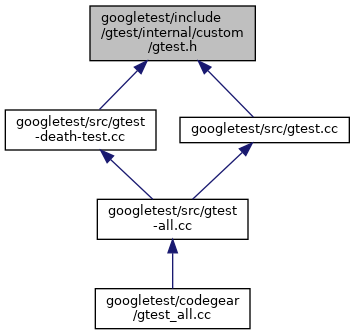 googletest/include
/gtest/internal/custom
/gtest.h
googletest/src/gtest
-death-test.cc
googletest/src/gtest.cc
googletest/src/gtest
-all.cc
googletest/codegear
/gtest_all.cc